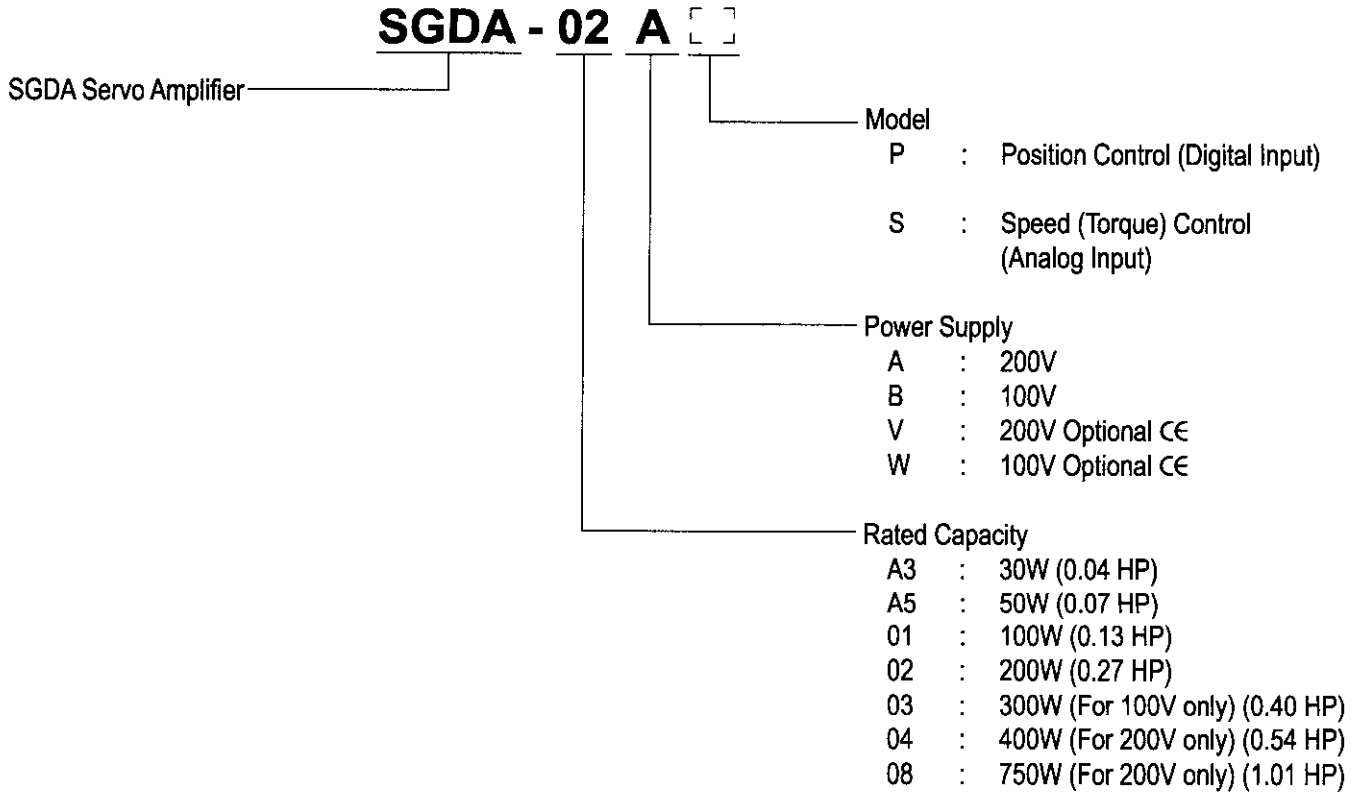 SGDA - 02 A
SGDA Servo Amplifier
Model
P : Position Control (Digital Input)
S : Speed (Torque) Control
(Analog Input)
Power Supply
A : 200V
B : 100V
V : 200V Optional CE
W : 100V Optional CE
Rated Capacity
A3 : 30W (0.04 HP)
A5 : 50W (0.07 HP)
01 : 100W (0.13 HP)
02 : 200W (0.27 HP)
03 : 300W (For 100V only) (0.40 HP)
04 : 400W (For 200V only) (0.54 HP)
08 : 750W (For 200V only) (1.01 HP)